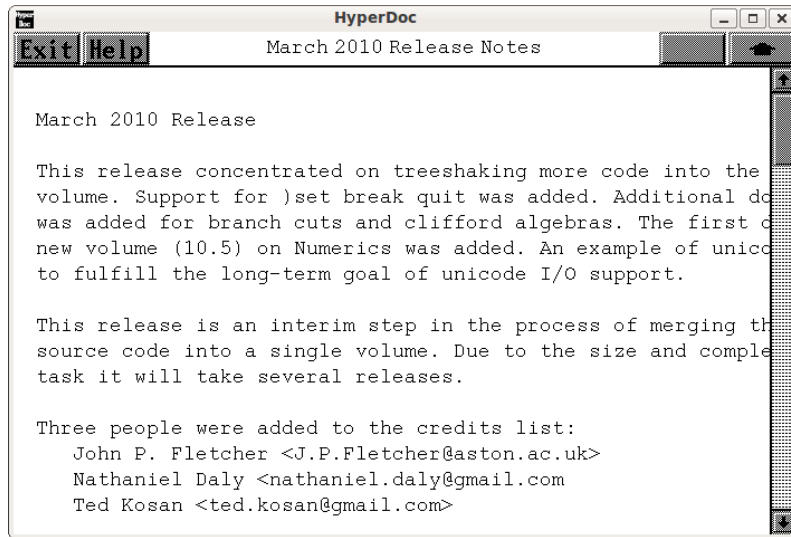 Hyper
Doc
HyperDoc
Exit Help March 2010 Release Notes
March 2010 Release
This release concentrated on treeshaking more code into the
volume. Support for )set break quit was added. Additional do
was added for branch cuts and clifford algebras. The first
new volume (10.5) on Numerics was added. An example of unico
to fulfill the long-term goal of unicode I/O support.
This release is an interim step in the process of merging th
source code into a single volume. Due to the size and comple
task it will take several releases.
Three people were added to the credits list:
John P. Fletcher <J.P.Fletcher@aston.ac.uk>
Nathaniel Daly <nathaniel.daly@gmail.com
Ted Kosan <ted.kosan@gmail.com>